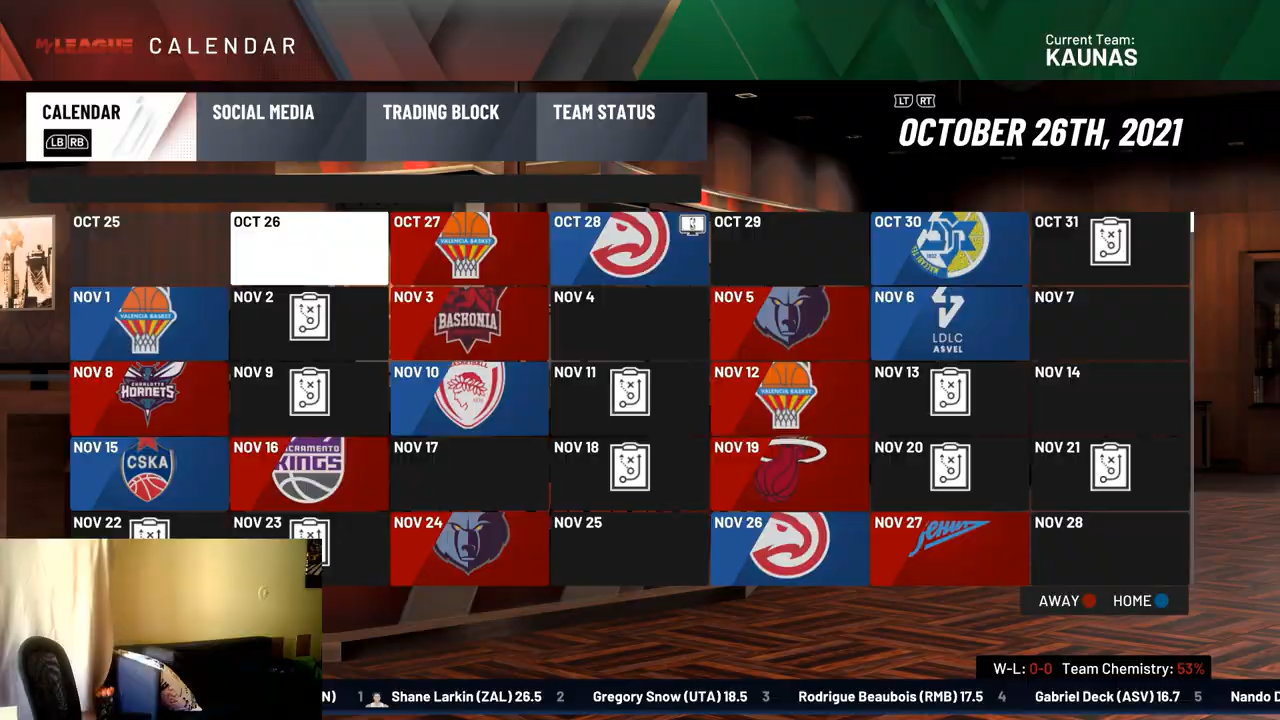 MyLEAGUE CALENDAR
Current Team:
KAUNAS
CALENDAR
LB RB
SOCIAL MEDIA
TRADING BLOCK
TEAM STATUS
LT RT
OCTOBER 26TH, 2021
OCT 25
OCT 26
OCT 27
VALENCIA BASKET
OCT 28
OCT 29
OCT 30
OCT 31
NOV 1
VALENCIA BASKET
NOV 2
NOV 3
BASKONIA
NOV 4
NOV 5
NOV 6
LDLC
ASVEL
NOV 7
NOV 8
CHARLOTTE
HORNETS
NOV 9
NOV 10
NOV 11
NOV 12
VALENCIA BASKET
NOV 13
NOV 14
NOV 15
CSKA
NOV 16
SACRAMENTO
KINGS
NOV 17
NOV 18
NOV 19
NOV 20
NOV 21
NOV 22
NOV 23
NOV 24
NOV 25
NOV 26
NOV 27
NOV 28
AWAY HOME
W-L: 0-0 Team Chemistry: 53%
N) 1 Shane Larkin (ZAL) 26.5 2 Gregory Snow (UTA) 18.5 3 Rodrigue Beaubois (RMB) 17.5 4 Gabriel Deck (ASV) 16.7 5 Nando D